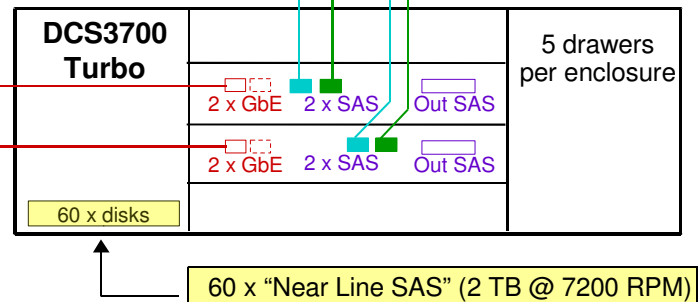 DCS3700
Turbo
5 drawers
per enclosure
2 x GbE
2 x SAS
Out SAS
2 x GbE
2 x SAS
Out SAS
60 x disks
60 x “Near Line SAS” (2 TB @ 7200 RPM)